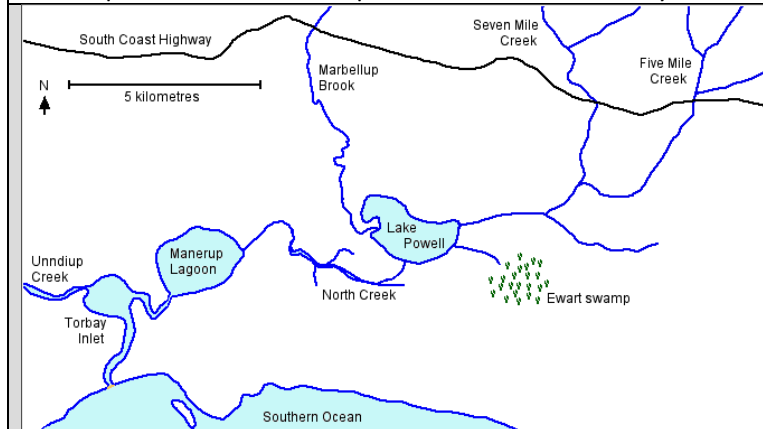 Seven Mile
Creek
South Coast Highway
Five Mile
Creek
Marbellup
Brook
N
5 kilometres
Lake
Powell
Manerup
Lagoon
Unndiup
Creek
North Creek
Ewart swamp
Torbay
Inlet
Southern Ocean